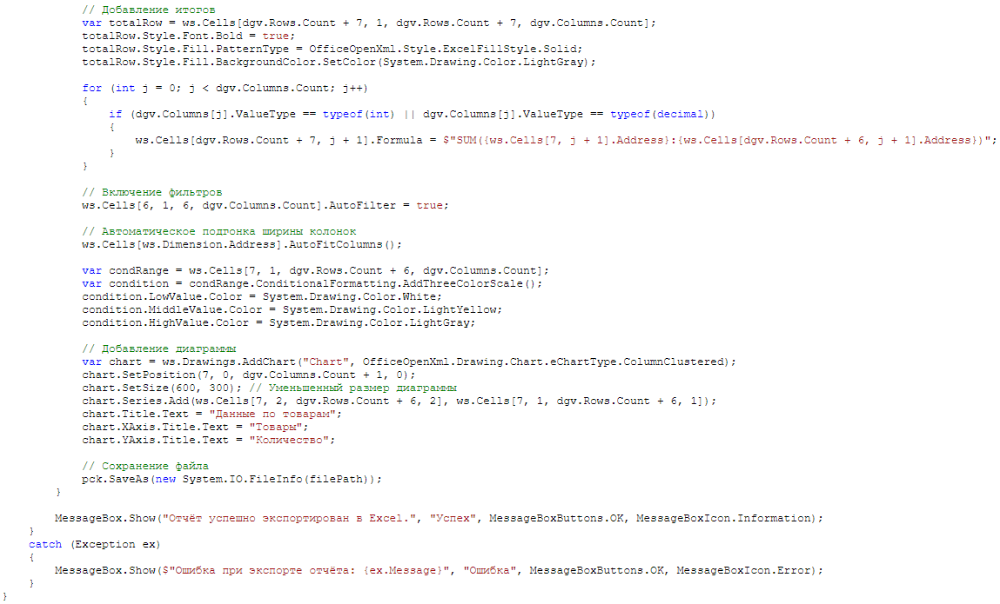 // Добавление итогов
var totalRow = ws.Cells[dgv.Rows.Count + 7, 1, dgv.Rows.Count + 7, dgv.Columns.Count];
totalRow.Style.Font.Bold = true;
totalRow.Style.Fill.PatternType = OfficeOpenXml.Style.ExcelFillStyle.Solid;
totalRow.Style.Fill.BackgroundColor.SetColor(System.Drawing.Color.LightGray);
for (int j = 0; j < dgv.Columns.Count; j++)
{
if (dgv.Columns[j].ValueType == typeof(int) || dgv.Columns[j].ValueType == typeof(decimal))
{
ws.Cells[dgv.Rows.Count + 7, j + 1].Formula = $"SUM({ws.Cells[7, j + 1].Address}:{ws.Cells[dgv.Rows.Count + 6, j + 1].Address})";
}
}
// Включение фильтров
ws.Cells[6, 1, 6, dgv.Columns.Count].AutoFilter = true;
// Автоматическое подгонка ширины колонок
ws.Cells[ws.Dimension.Address].AutoFitColumns();
var condRange = ws.Cells[7, 1, dgv.Rows.Count + 6, dgv.Columns.Count];
var condition = condRange.ConditionalFormatting.AddThreeColorScale();
condition.LowValue.Color = System.Drawing.Color.White;
condition.MiddleValue.Color = System.Drawing.Color.LightYellow;
condition.HighValue.Color = System.Drawing.Color.LightGray;
// Добавление диаграммы
var chart = ws.Drawings.AddChart("Chart", OfficeOpenXml.Drawing.Chart.eChartType.ColumnClustered);
chart.SetPosition(7, 0, dgv.Columns.Count + 1, 0);
chart.SetSize(600, 300); // Уменьшенный размер диаграммы
chart.Series.Add(ws.Cells[7, 2, dgv.Rows.Count + 6, 2], ws.Cells[7, 1, dgv.Rows.Count + 6, 1]);
chart.Title.Text = "Данные по товарам";
chart.XAxis.Title.Text = "Товары";
chart.YAxis.Title.Text = "Количество";
// Сохранение файла
pck.SaveAs(new System.IO.FileInfo(filePath));
}
MessageBox.Show("Отчёт успешно экспортирован в Excel.", "Успех", MessageBoxButtons.OK, MessageBoxIcon.Information);
}
catch (Exception ex)
{
MessageBox.Show($"Ошибка при экспорте отчёта: {ex.Message}", "Ошибка", MessageBoxButtons.OK, MessageBoxIcon.Error);
}
}